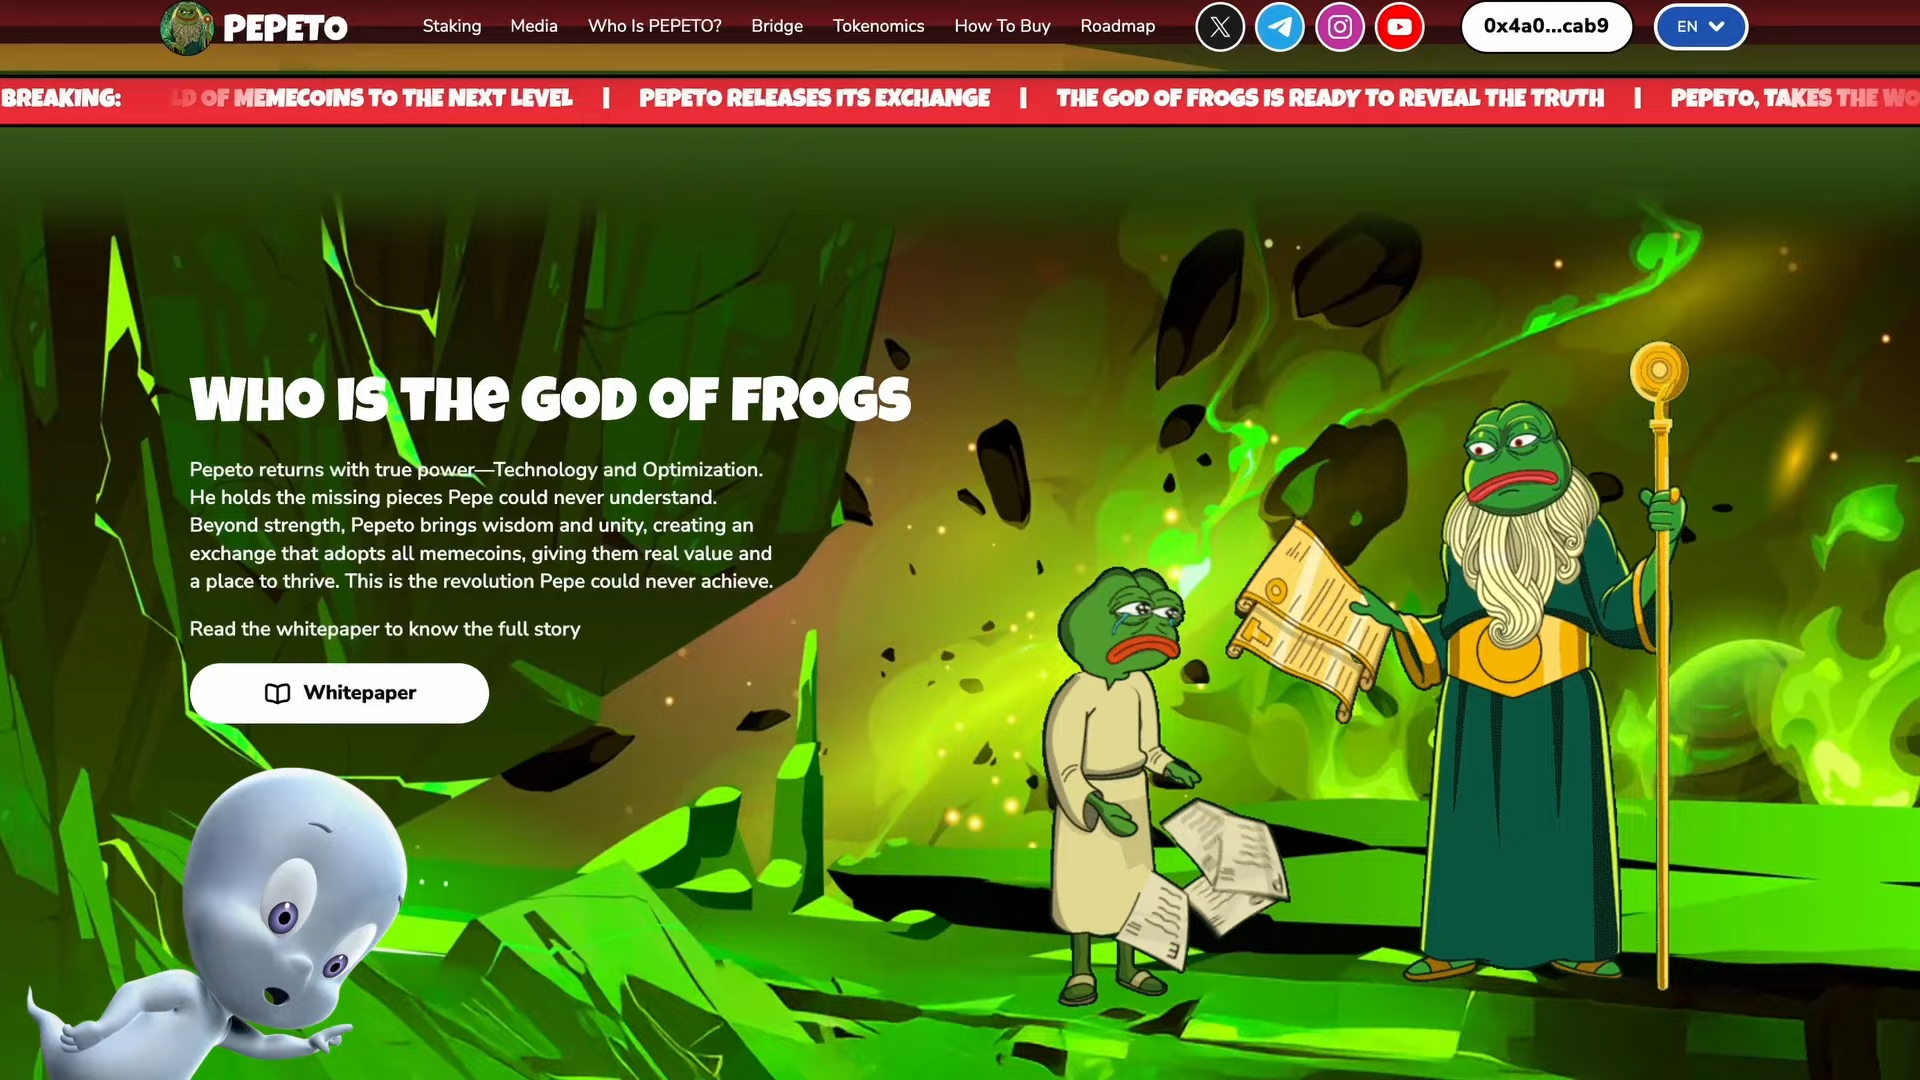 PEPETO
Staking Media Who Is PEPETO? Bridge Tokenomics How To Buy Roadmap
0x4a0...cab9
EN
BREAKING: LD OF MEMECOINS TO THE NEXT LEVEL | PEPETO RELEASES ITS EXCHANGE | THE GOD OF FROGS IS READY TO REVEAL THE TRUTH | PEPETO, TAKES THE WO
WHO IS THE GOD OF FROGS
Pepeto returns with true power—Technology and Optimization.
He holds the missing pieces Pepe could never understand.
Beyond strength, Pepeto brings wisdom and unity, creating an
exchange that adopts all memecoins, giving them real value and
a place to thrive. This is the revolution Pepe could never achieve.
Read the whitepaper to know the full story
Whitepaper